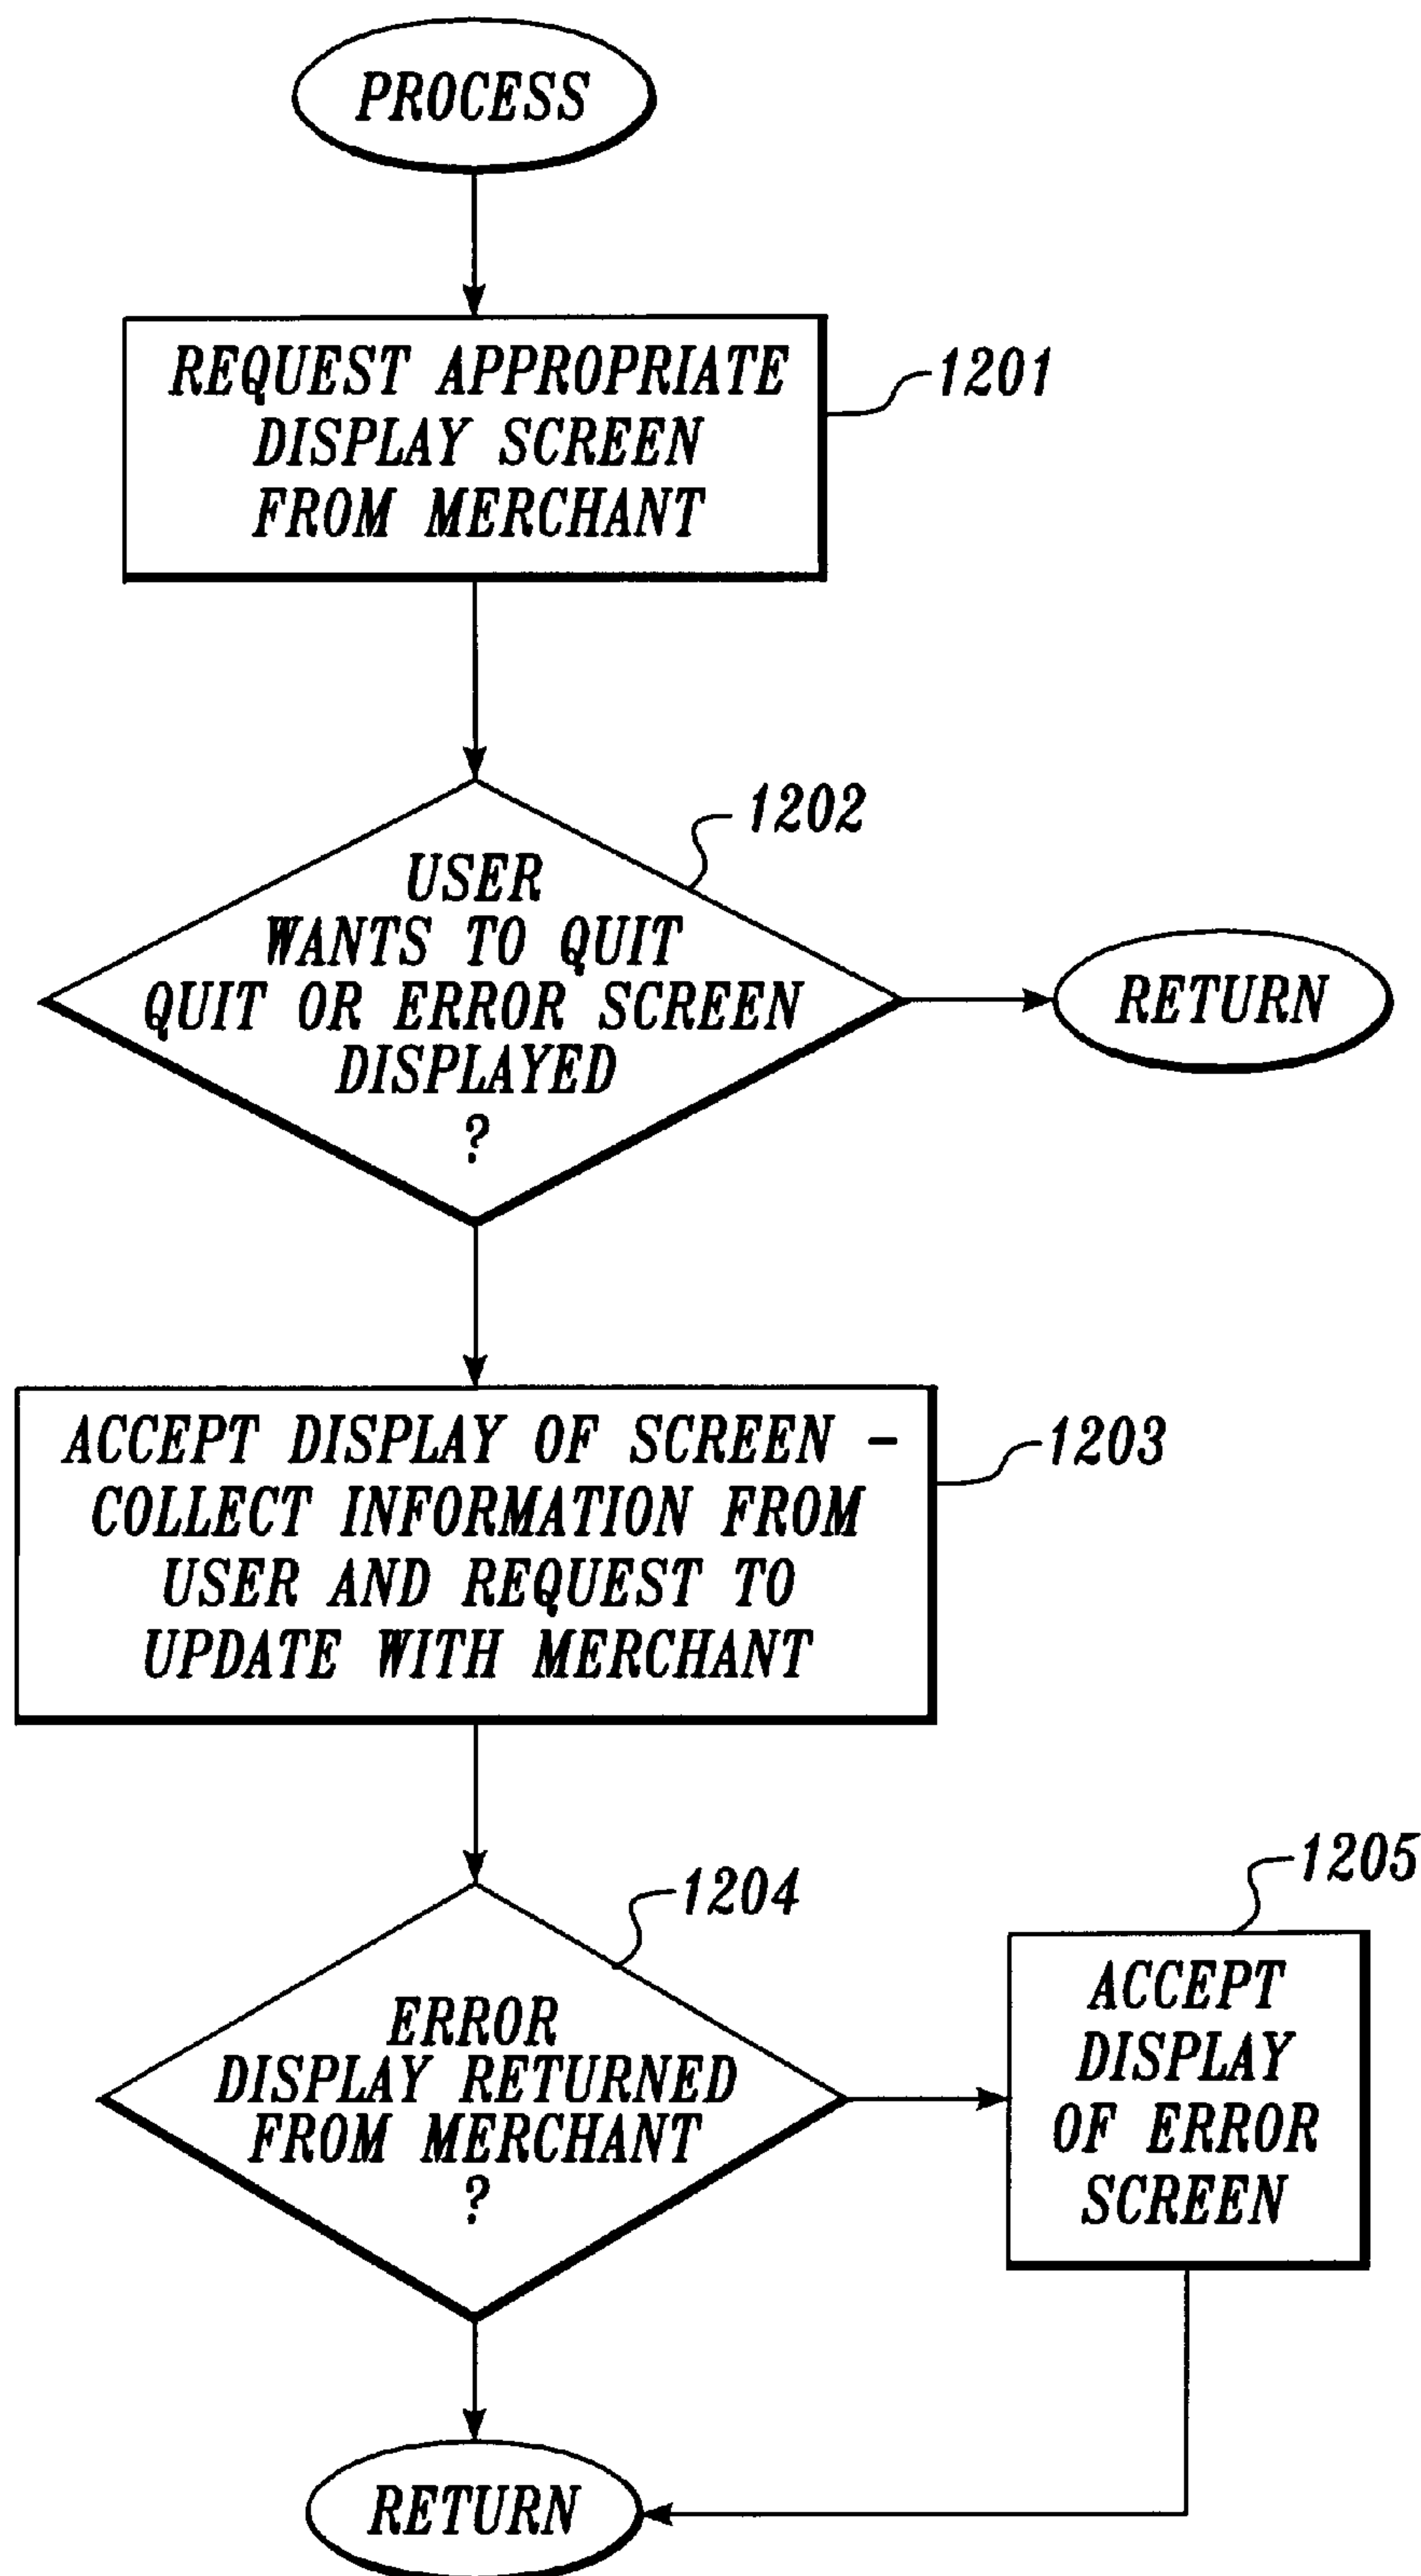 PROCESS
REQUEST APPROPRIATE
DISPLAY SCREEN
FROM MERCHANT
1201
1202
USER
WANTS TO QUIT
QUIT OR ERROR SCREEN
DISPLAYED
?
RETURN
ACCEPT DISPLAY OF SCREEN -
COLLECT INFORMATION FROM
USER AND REQUEST TO
UPDATE WITH MERCHANT
1203
1204
ERROR
DISPLAY RETURNED
FROM MERCHANT
?
1205
ACCEPT
DISPLAY
OF ERROR
SCREEN
RETURN